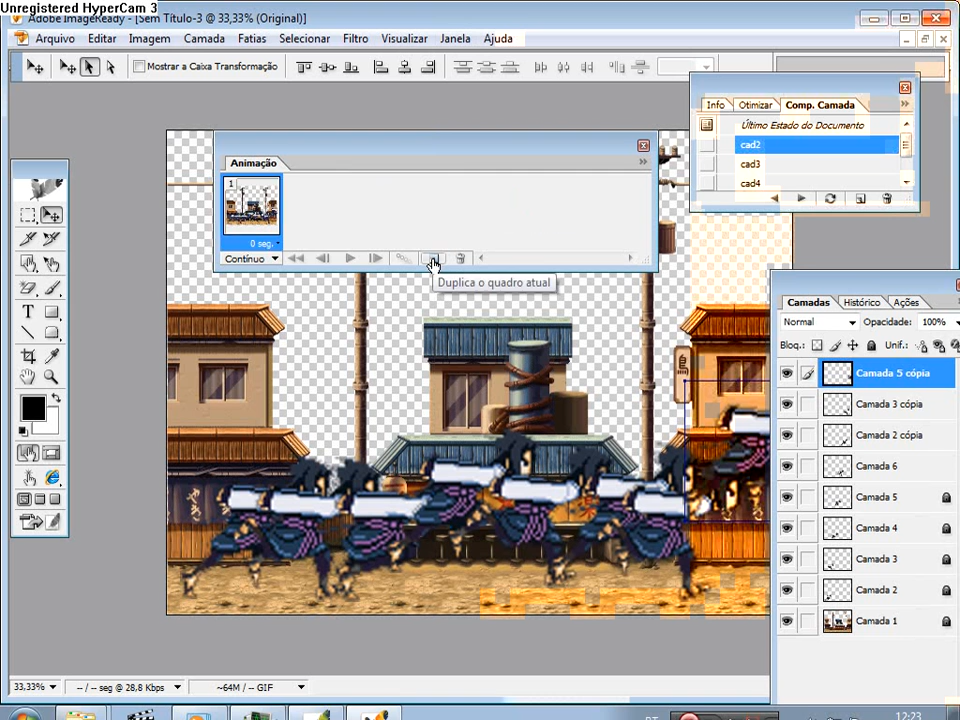 Unregistered HyperCam 3
Adobe ImageReady - [Sem Título-3 @ 33,33% (Original)]
Arquivo Editar Imagem Camada Fatias Selecionar Filtro Visualizar Janela Ajuda
Mostrar a Caixa Transformação
Info Otimizar Comp. Camada
Último Estado do Documento
cad2
cad3
cad4
Animação
1
0 seg.
Contínuo
Duplica o quadro atual
Camadas Histórico Ações
Normal Opacidade: 100%
Bloq.: Unif.:
Camada 5 cópia
Camada 3 cópia
Camada 2 cópia
Camada 6
Camada 5
Camada 4
Camada 3
Camada 2
Camada 1
33,33% -- / -- seg @ 28,8 Kbps ~64M / GIF
PT 12:23